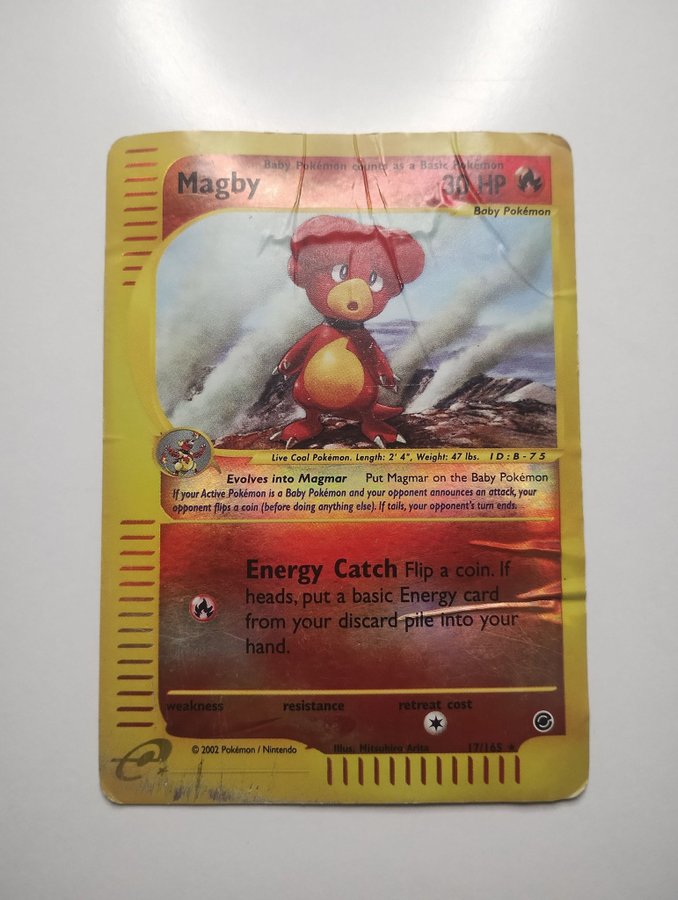 Baby Pokémon counts as a Basic Pokémon
Magby 30 HP
Baby Pokémon
Live Coal Pokémon. Length: 2' 4", Weight: 47 lbs. ID:B-75
Evolves into Magmar Put Magmar on the Baby Pokémon
If your Active Pokémon is a Baby Pokémon and your opponent announces an attack, your
opponent flips a coin (before doing anything else). If tails, your opponent's turn ends.
Energy Catch Flip a coin. If
heads, put a basic Energy card
from your discard pile into your
hand.
weakness resistance retreat cost
© 2002 Pokémon / Nintendo Illus. Mitsuhiro Arita 17/165 ★
e